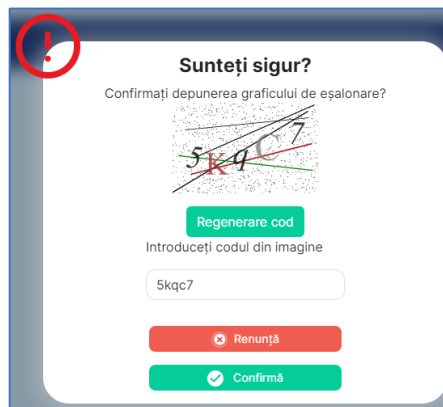 Sunteți sigur?
Confirmați depunerea graficului de eșalonare?
5KqC7
Regenerare cod
Introduceți codul din imagine
5kqc7
Renunță
Confirmă